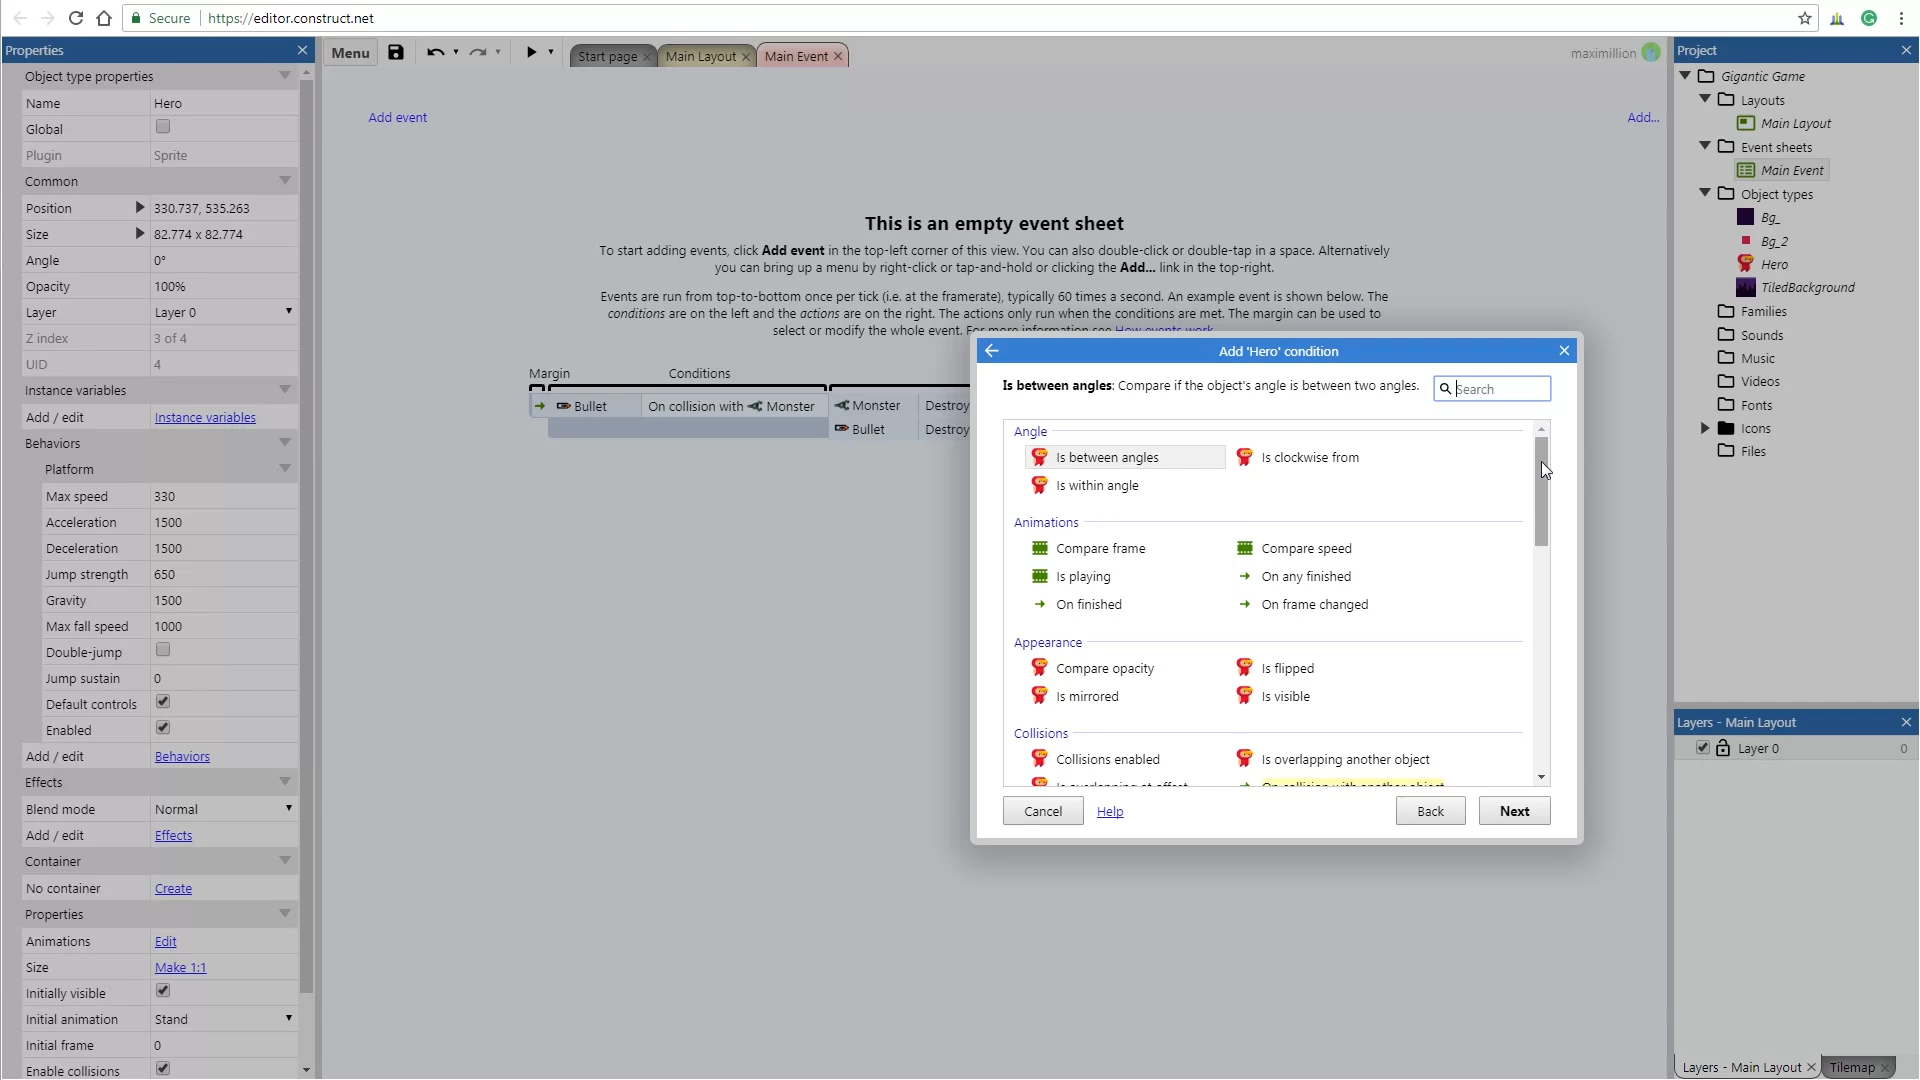 Secure https://editor.construct.net
Properties
Object type properties
Name Hero
Global
Plugin Sprite
Common
Position 330.737, 535.263
Size 82.774 x 82.774
Angle 0°
Opacity 100%
Layer Layer 0
Z index 3 of 4
UID 4
Instance variables
Add / edit Instance variables
Behaviors
Platform
Max speed 330
Acceleration 1500
Deceleration 1500
Jump strength 650
Gravity 1500
Max fall speed 1000
Double-jump
Jump sustain 0
Default controls
Enabled
Add / edit Behaviors
Effects
Blend mode Normal
Add / edit Effects
Container
No container Create
Properties
Animations Edit
Size Make 1:1
Initially visible
Initial animation Stand
Initial frame 0
Enable collisions
Menu
Start page
Main Layout
Main Event
maximillion
Add event
Add...
This is an empty event sheet
To start adding events, click Add event in the top-left corner of this view. You can also double-click or double-tap in a space. Alternatively
you can bring up a menu by right-click or tap-and-hold or clicking the Add... link in the top-right.
Events are run from top-to-bottom once per tick (i.e. at the framerate), typically 60 times a second. An example event is shown below. The
conditions are on the left and the actions are on the right. The actions only run when the conditions are met. The margin can be used to
select or modify the whole event. For more information see How events work
Margin Conditions
Bullet On collision with Monster Monster Destroy
Bullet Destroy
Add 'Hero' condition
Is between angles: Compare if the object's angle is between two angles.
Search
Angle
Is between angles Is clockwise from
Is within angle
Animations
Compare frame Compare speed
Is playing On any finished
On finished On frame changed
Appearance
Compare opacity Is flipped
Is mirrored Is visible
Collisions
Collisions enabled Is overlapping another object
Is overlapping at offset On collision with another object
Cancel Help Back Next
Project
Gigantic Game
Layouts
Main Layout
Event sheets
Main Event
Object types
Bg_
Bg_2
Hero
TiledBackground
Families
Sounds
Music
Videos
Fonts
Icons
Files
Layers - Main Layout
Layer 0 0
Layers - Main Layout Tilemap